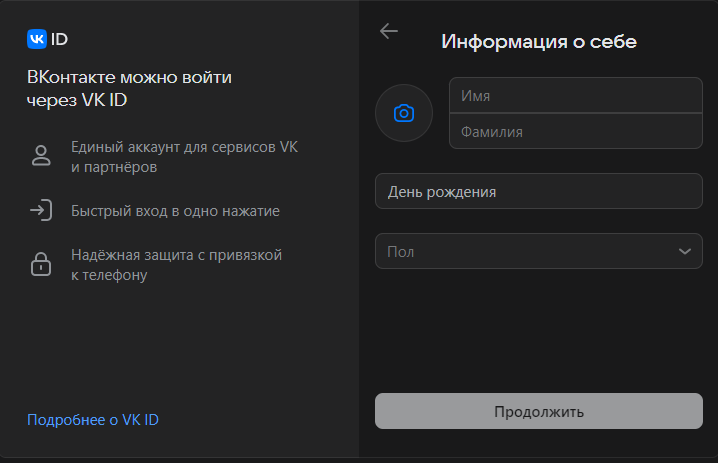 VK ID
ВКонтакте можно войти
через VK ID
Единый аккаунт для сервисов VK
и партнёров
Быстрый вход в одно нажатие
Надёжная защита с привязкой
к телефону
Подробнее о VK ID
Информация о себе
Имя
Фамилия
День рождения
Пол
Продолжить